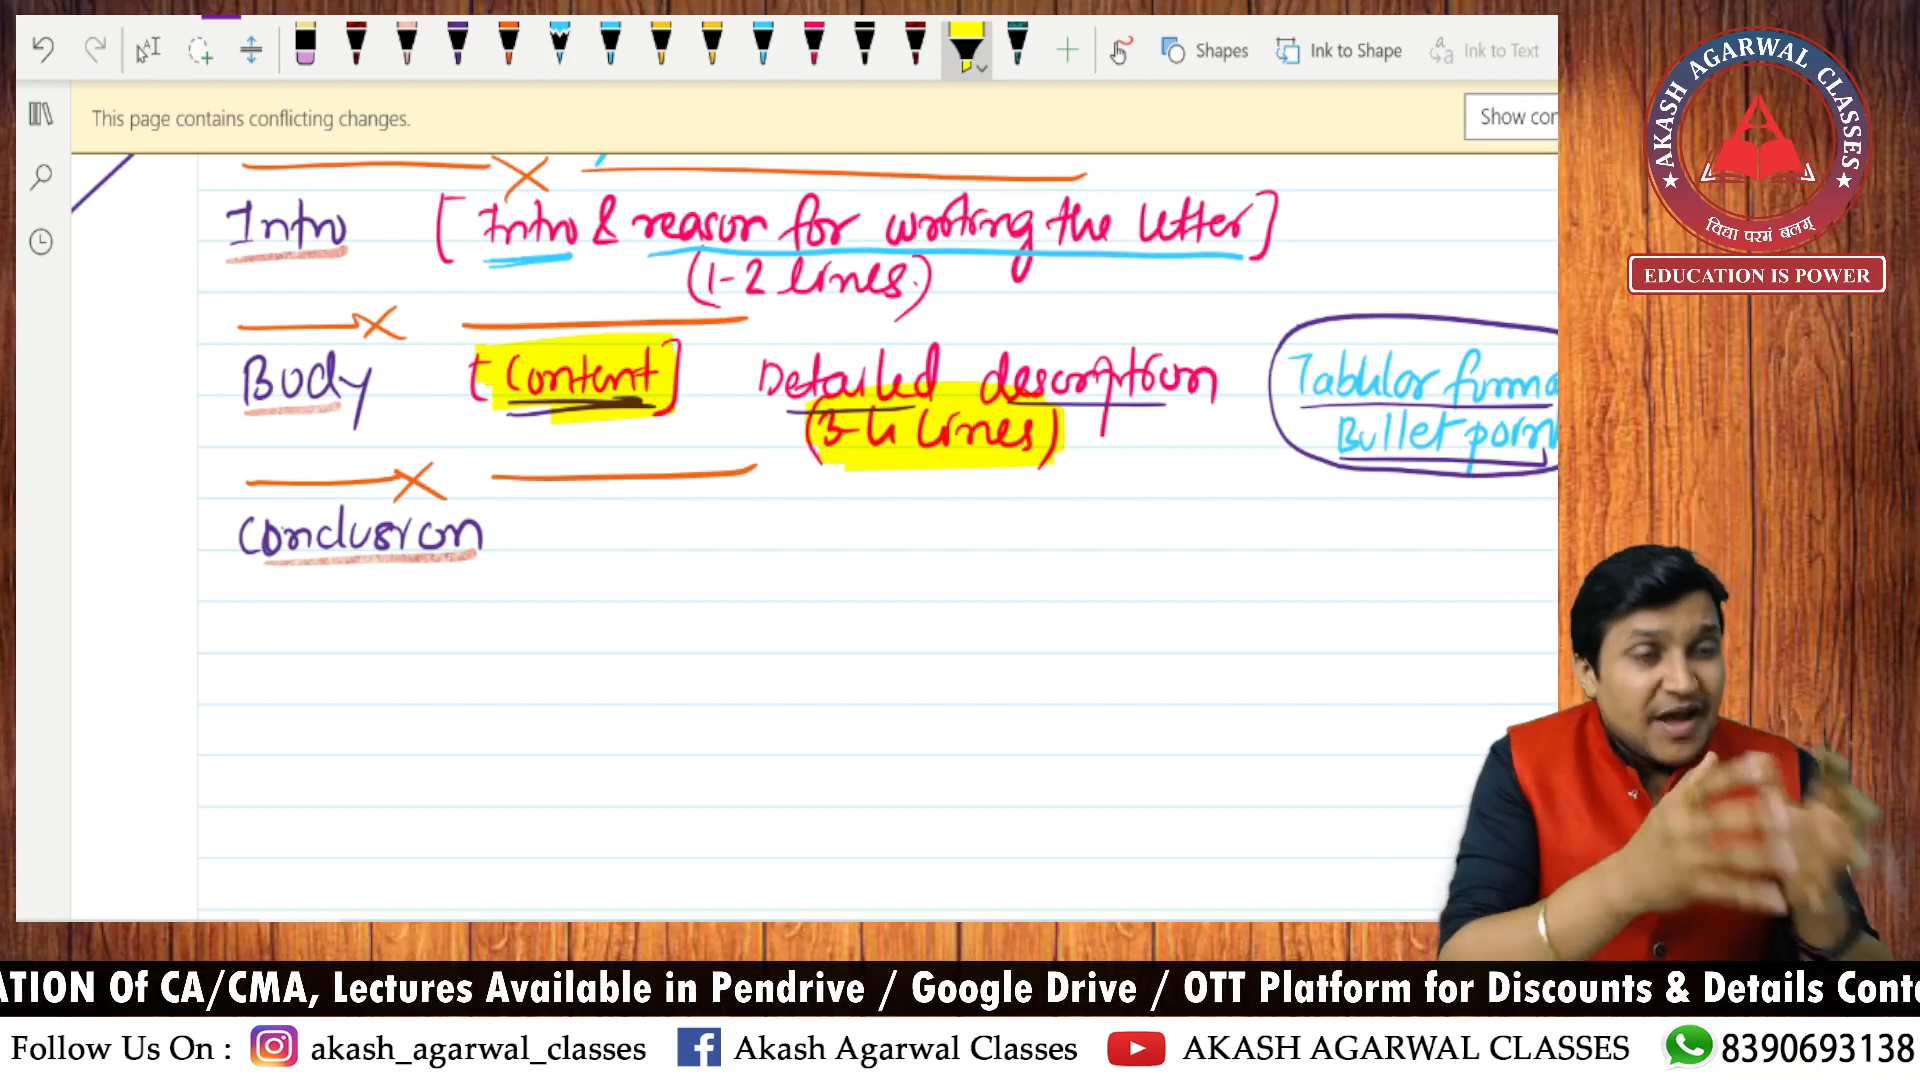 Shapes
Ink to Shape
Ink to Text
This page contains conflicting changes.
Show con
Intro [Intro & reason for writing the letter]
(1-2 lines.)
Body [Content] Detailed description
(3-4 lines)
Tabular forma
Bullet poin
Conclusion
AKASH AGARWAL CLASSES
विद्या परमं बलम्
EDUCATION IS POWER
ATION Of CA/CMA, Lectures Available in Pendrive / Google Drive / OTT Platform for Discounts & Details Conta
Follow Us On : akash_agarwal_classes Akash Agarwal Classes AKASH AGARWAL CLASSES 8390693138